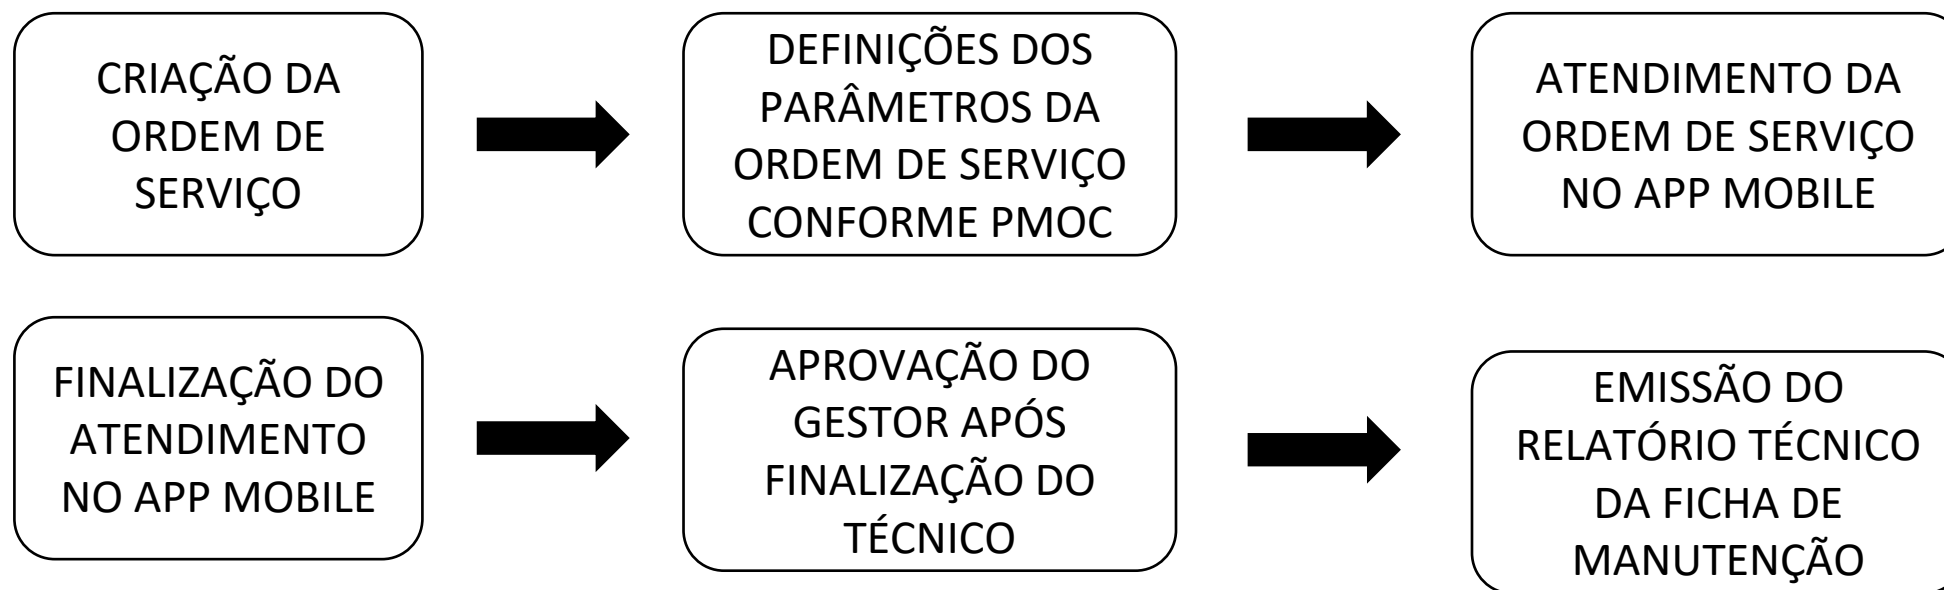 CRIAÇÃO DA
ORDEM DE
SERVIÇO
DEFINIÇÕES DOS
PARÂMETROS DA
ORDEM DE SERVIÇO
CONFORME PMOC
ATENDIMENTO DA
ORDEM DE SERVIÇO
NO APP MOBILE
FINALIZAÇÃO DO
ATENDIMENTO
NO APP MOBILE
APROVAÇÃO DO
GESTOR APÓS
FINALIZAÇÃO DO
TÉCNICO
EMISSÃO DO
RELATÓRIO TÉCNICO
DA FICHA DE
MANUTENÇÃO